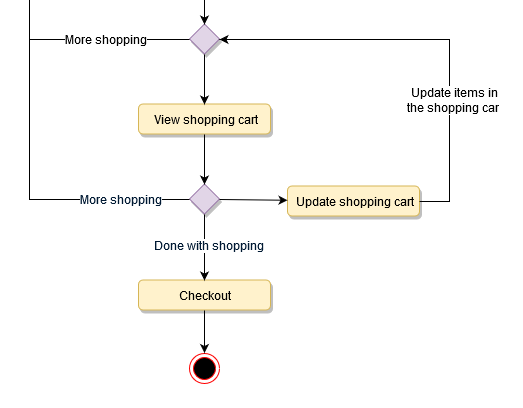 More shopping
Update items in
the shopping car
View shopping cart
More shopping
Update shopping cart
Done with shopping
Checkout